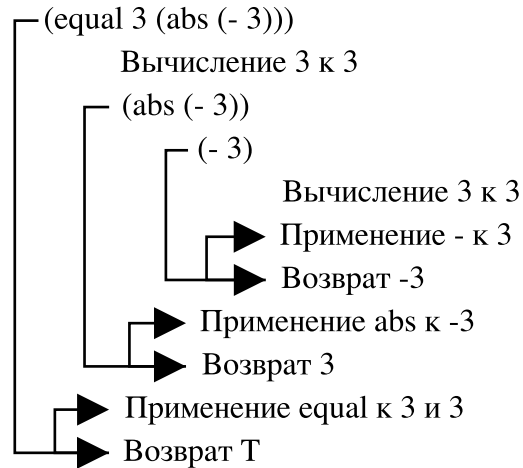 (equal 3 (abs (- 3)))
Вычисление 3 к 3
(abs (- 3))
(- 3)
Вычисление 3 к 3
Применение - к 3
Возврат -3
Применение abs к -3
Возврат 3
Применение equal к 3 и 3
Возврат T